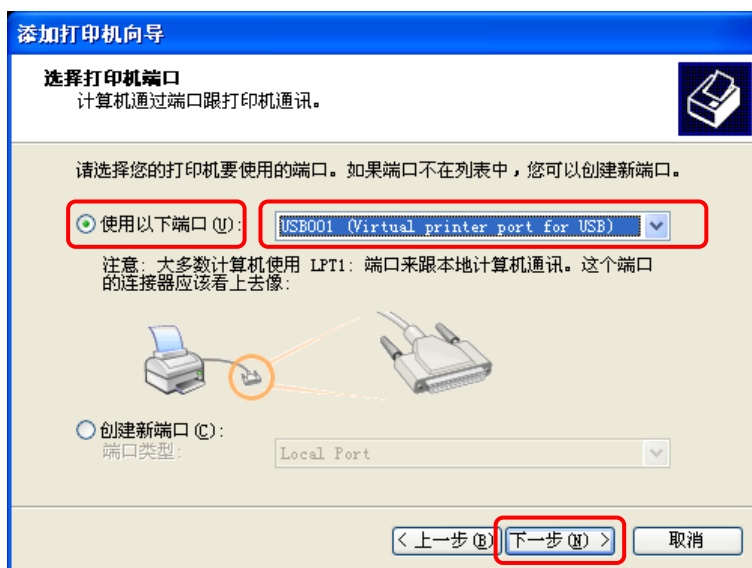 添加打印机向导
选择打印机端口
计算机通过端口跟打印机通讯。
请选择您的打印机要使用的端口。如果端口不在列表中，您可以创建新端口。
使用以下端口(U): USB001 (Virtual printer port for USB)
注意: 大多数计算机使用 LPT1: 端口来跟本地计算机通讯。这个端口
的连接器应该看上去像:
创建新端口(C):
端口类型: Local Port
< 上一步(B) 下一步(N) > 取消